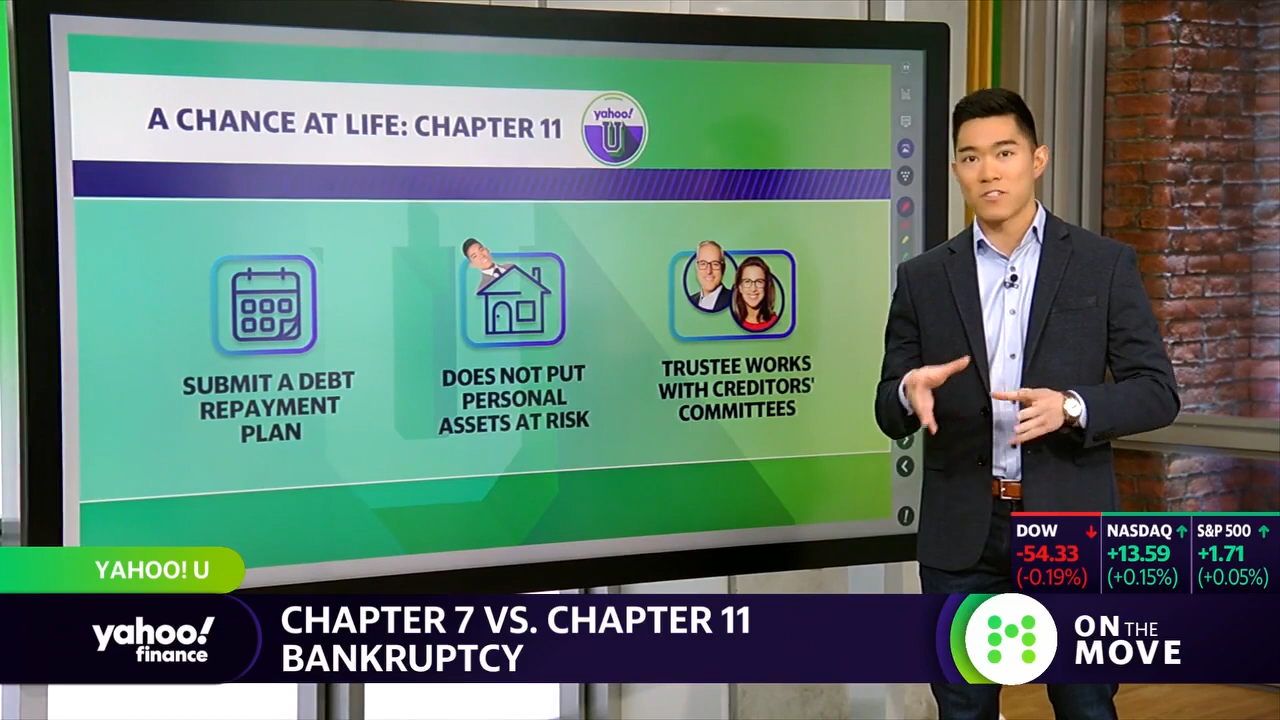 A CHANCE AT LIFE: CHAPTER 11
yahoo!
U
SUBMIT A DEBT
REPAYMENT
PLAN
DOES NOT PUT
PERSONAL
ASSETS AT RISK
TRUSTEE WORKS
WITH CREDITORS'
COMMITTEES
DOW
-54.33
(-0.19%)
NASDAQ
+13.59
(+0.15%)
S&P 500
+1.71
(+0.05%)
YAHOO! U
yahoo!
finance
CHAPTER 7 VS. CHAPTER 11
BANKRUPTCY
ON THE
MOVE